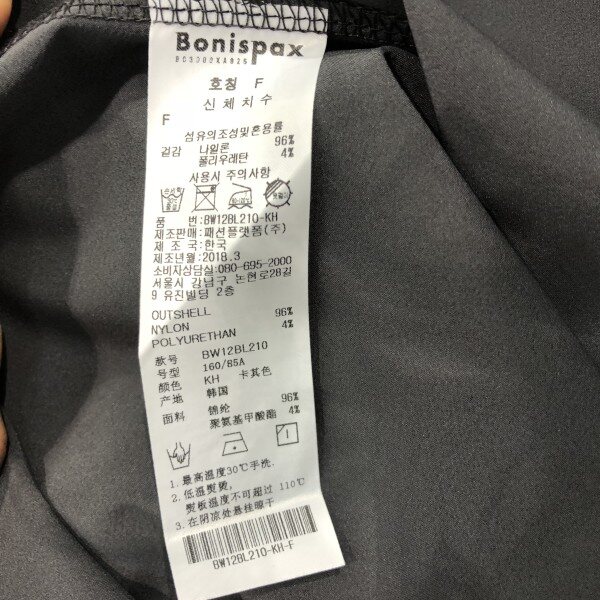 Bonispax
호칭 F
신체치수
F
섬유의조성및혼용률
겉감 나일론 96%
폴리우레탄 4%
사용시 주의사항
품 번:BW12BL210-KH
제조판매:패션플랫폼(주)
제 조 국:한국
제조년월:2018.3
소비자상담실:080-695-2000
서울시 강남구 논현로28길
9 유진빌딩 2층
OUTSHELL
NYLON 96%
POLYURETHAN 4%
款号 BW12BL210
号型 160/85A
颜色 KH 卡其色
产地 韩国
面料 锦纶 96%
聚氨基甲酸酯 4%
1.最高温度30℃手洗.
2.低温熨烫,
熨板温度不可超过 110℃
3.在阴凉处悬挂晾干
BW12BL210-KH-F